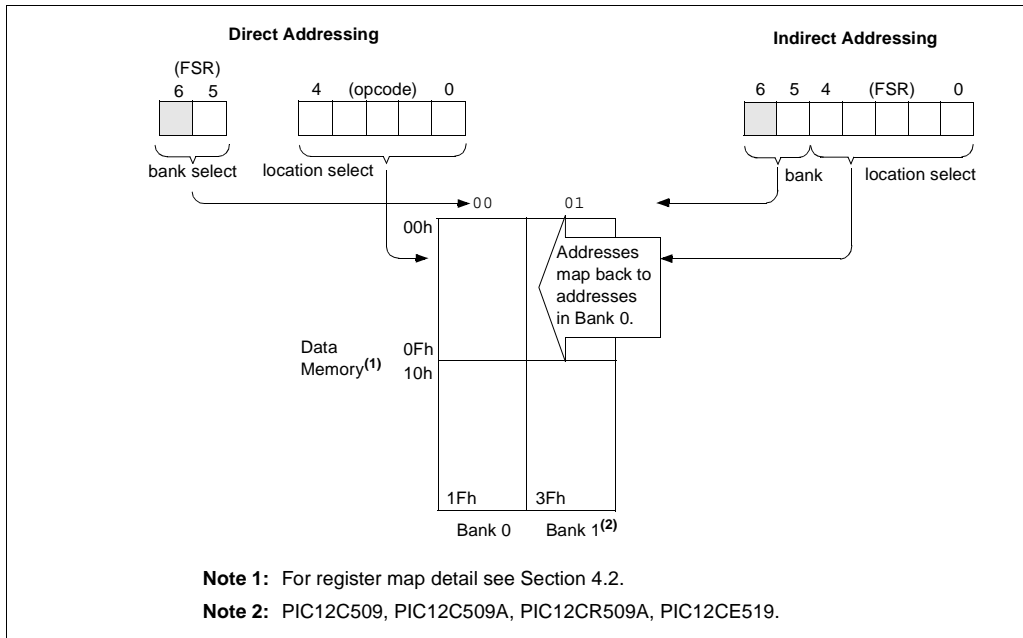 Direct Addressing
Indirect Addressing
(FSR)
6 5
4 (opcode) 0
6 5 4 (FSR) 0
bank select
location select
bank
location select
00
01
00h
Addresses
map back to
addresses
in Bank 0.
Data
Memory(1)
0Fh
10h
1Fh
3Fh
Bank 0
Bank 1(2)
Note 1: For register map detail see Section 4.2.
Note 2: PIC12C509, PIC12C509A, PIC12CR509A, PIC12CE519.